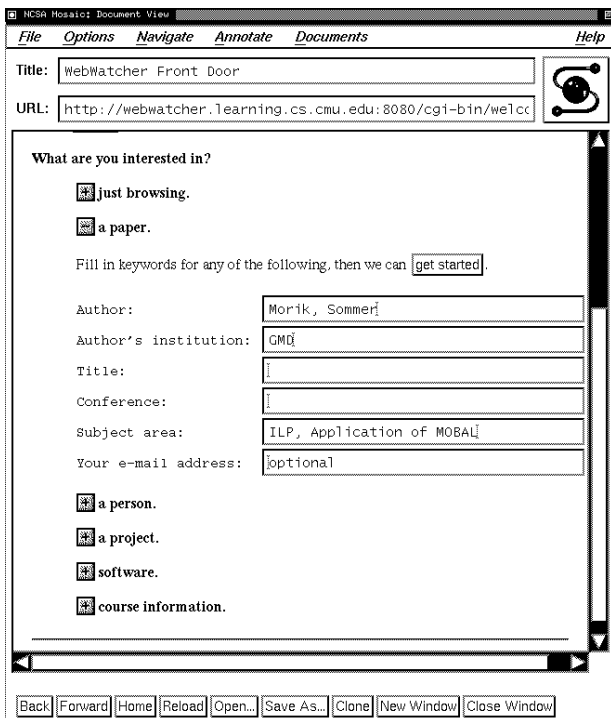 NCSA Mosaic: Document View
File Options Navigate Annotate Documents Help
Title: WebWatcher Front Door
URL: http://webwatcher.learning.cs.cmu.edu:8080/cgi-bin/welc
What are you interested in?
+ just browsing.
− a paper.
Fill in keywords for any of the following, then we can get started.
Author: Morik, Sommer
Author's institution: GMD
Title:
Conference:
Subject area: ILP, Application of MOBAL
Your e-mail address: optional
+ a person.
+ a project.
+ software.
+ course information.
Back Forward Home Reload Open... Save As... Clone New Window Close Window